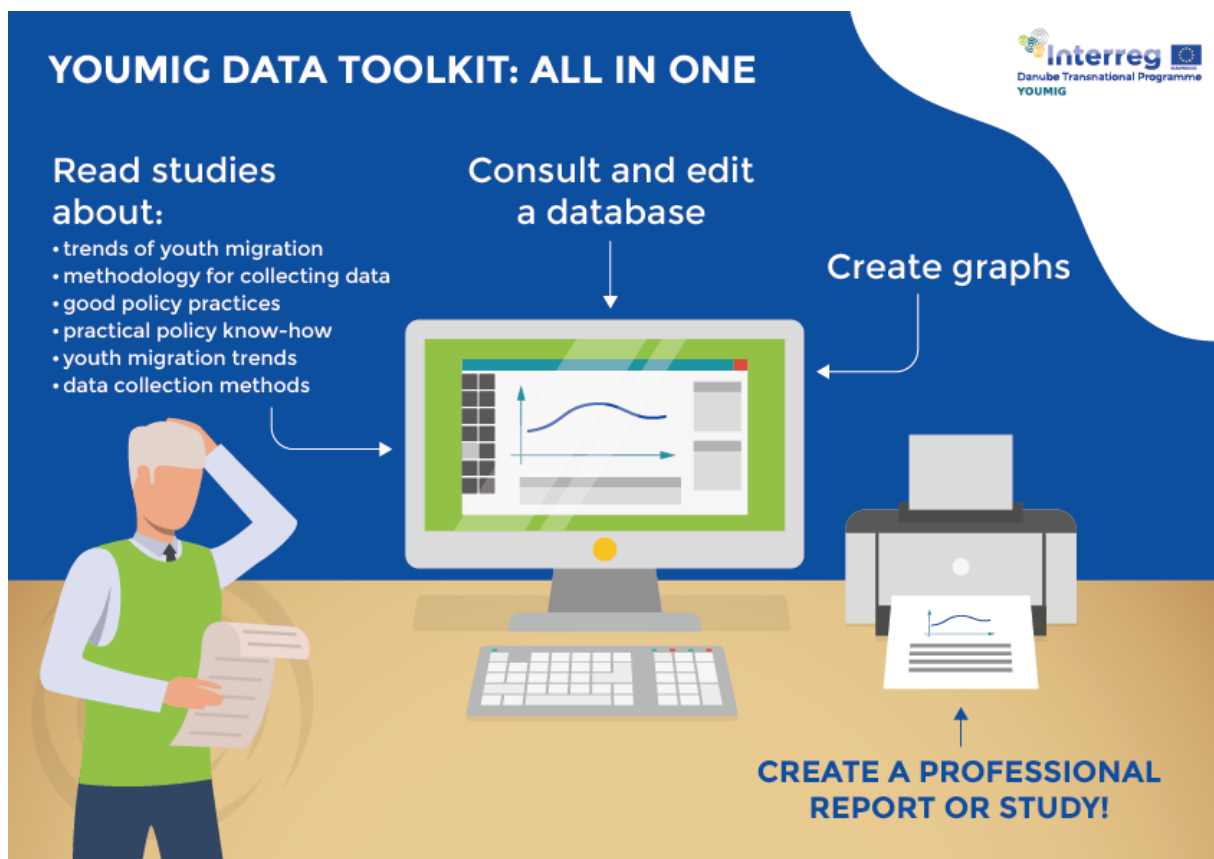 YOUMIG DATA TOOLKIT: ALL IN ONE
Interreg
Danube Transnational Programme
YOUMIG
Read studies
about:
• trends of youth migration
• methodology for collecting data
• good policy practices
• practical policy know-how
• youth migration trends
• data collection methods
Consult and edit
a database
Create graphs
CREATE A PROFESSIONAL
REPORT OR STUDY!